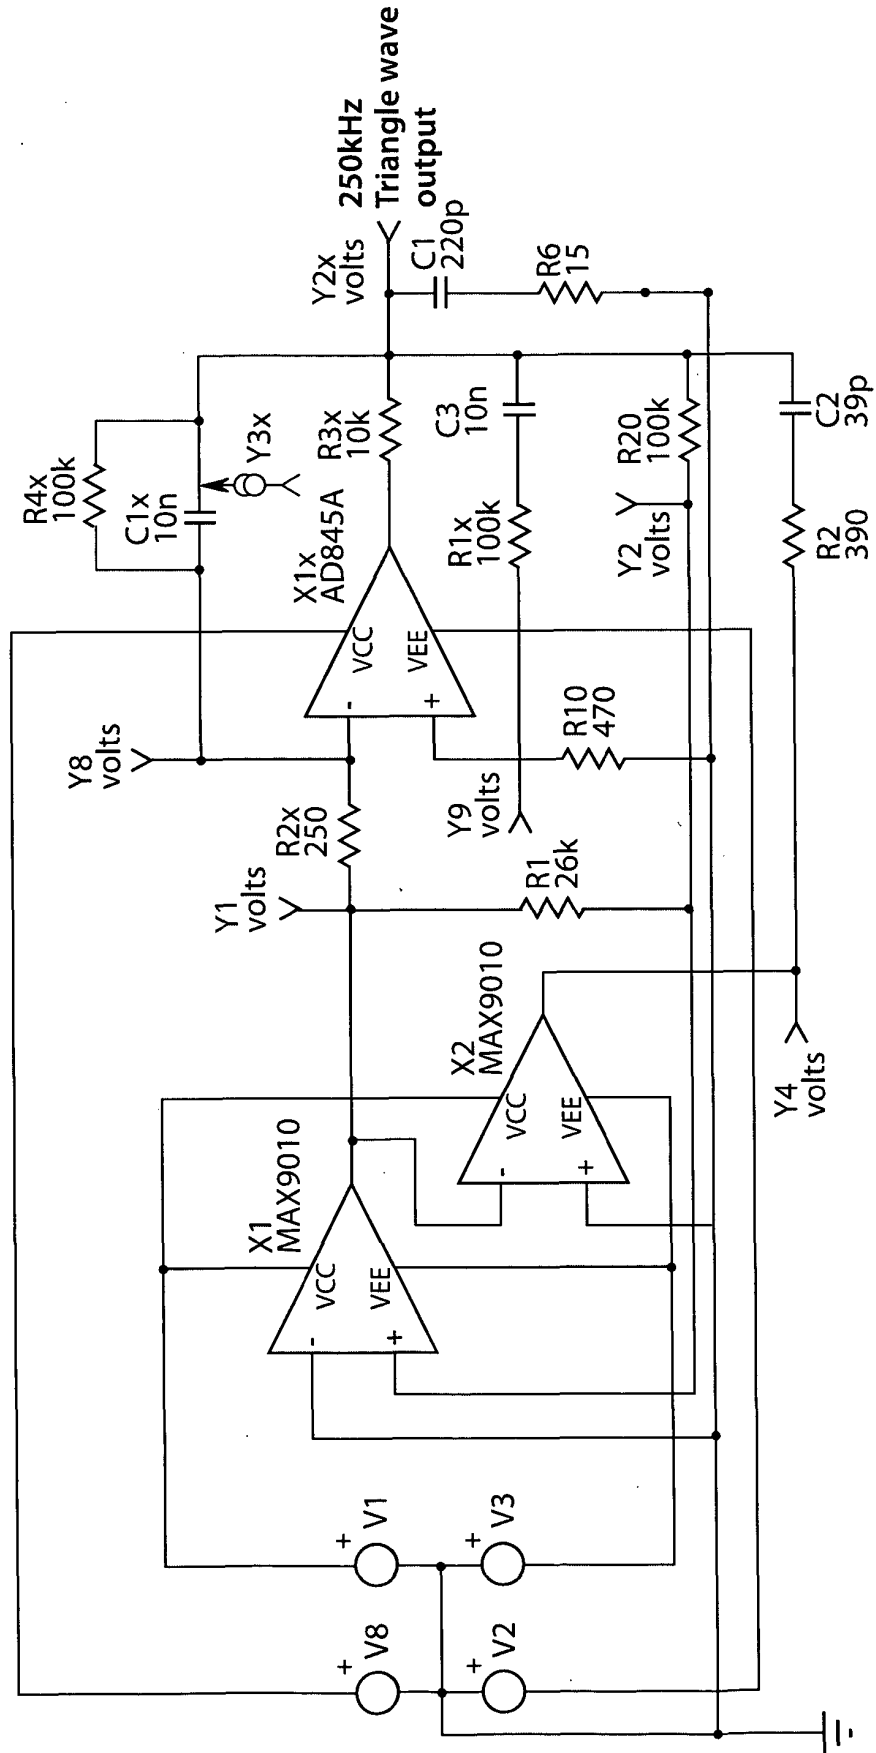 250kHz
Triangle wave
output
Y2x
volts
C1
220p
R6
15
R4x
100k
C1x
10n
Y3x
R3x
10k
C3
10n
R20
100k
C2
39p
X1x
AD845A
VCC
VEE
-
+
R1x
100k
Y2
volts
R2
390
Y8
volts
R2x
250
Y9
volts
R10
470
Y1
volts
R1
26k
X2
MAX9010
VCC
VEE
-
+
Y4
volts
X1
MAX9010
VCC
VEE
-
+
+
V1
+
V3
+
V8
+
V2